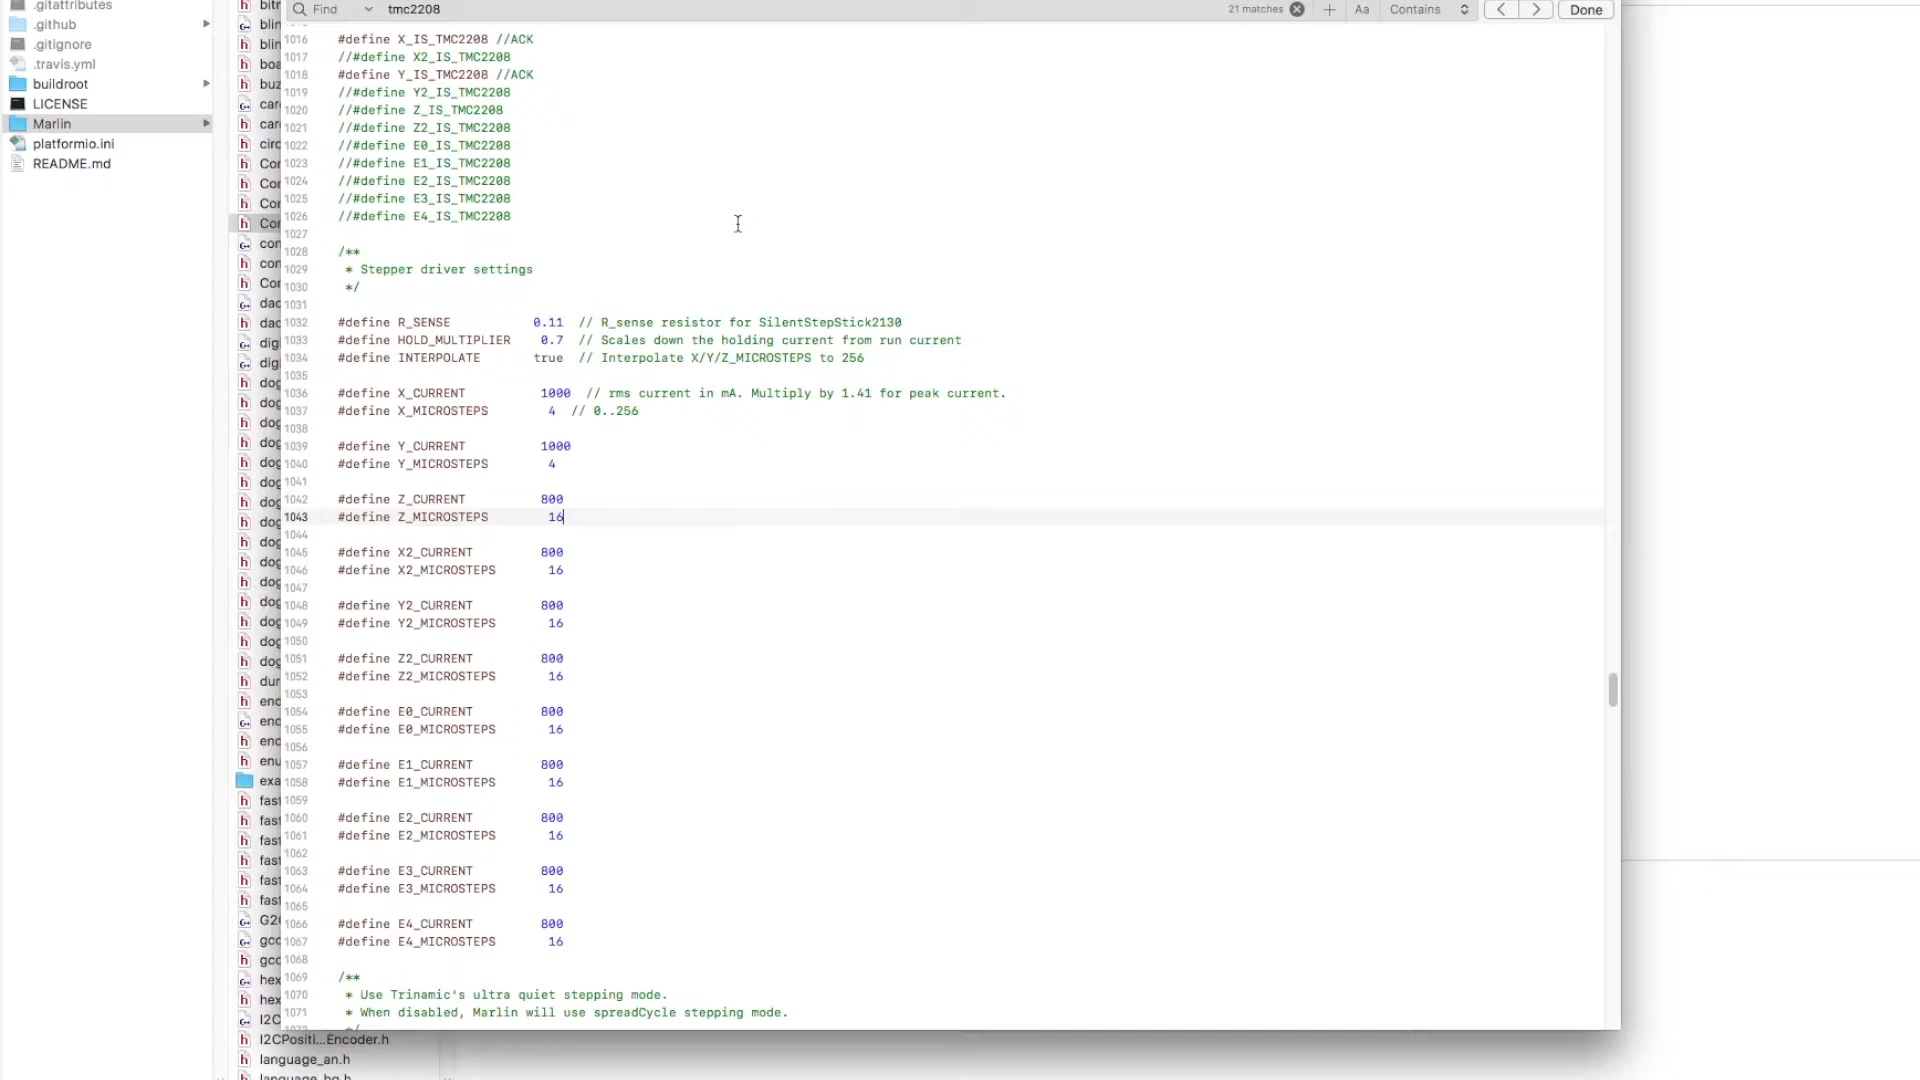 .gitattributes
.github
.gitignore
.travis.yml
buildroot
LICENSE
Marlin
platformio.ini
README.md
Find tmc2208 21 matches Aa Contains Done
1016 #define X_IS_TMC2208 //ACK
1017 //#define X2_IS_TMC2208
1018 #define Y_IS_TMC2208 //ACK
1019 //#define Y2_IS_TMC2208
1020 //#define Z_IS_TMC2208
1021 //#define Z2_IS_TMC2208
1022 //#define E0_IS_TMC2208
1023 //#define E1_IS_TMC2208
1024 //#define E2_IS_TMC2208
1025 //#define E3_IS_TMC2208
1026 //#define E4_IS_TMC2208
1027
1028 /**
1029 * Stepper driver settings
1030 */
1031
1032 #define R_SENSE 0.11 // R_sense resistor for SilentStepStick2130
1033 #define HOLD_MULTIPLIER 0.7 // Scales down the holding current from run current
1034 #define INTERPOLATE true // Interpolate X/Y/Z_MICROSTEPS to 256
1035
1036 #define X_CURRENT 1000 // rms current in mA. Multiply by 1.41 for peak current.
1037 #define X_MICROSTEPS 4 // 0..256
1038
1039 #define Y_CURRENT 1000
1040 #define Y_MICROSTEPS 4
1041
1042 #define Z_CURRENT 800
1043 #define Z_MICROSTEPS 16
1044
1045 #define X2_CURRENT 800
1046 #define X2_MICROSTEPS 16
1047
1048 #define Y2_CURRENT 800
1049 #define Y2_MICROSTEPS 16
1050
1051 #define Z2_CURRENT 800
1052 #define Z2_MICROSTEPS 16
1053
1054 #define E0_CURRENT 800
1055 #define E0_MICROSTEPS 16
1056
1057 #define E1_CURRENT 800
1058 #define E1_MICROSTEPS 16
1059
1060 #define E2_CURRENT 800
1061 #define E2_MICROSTEPS 16
1062
1063 #define E3_CURRENT 800
1064 #define E3_MICROSTEPS 16
1065
1066 #define E4_CURRENT 800
1067 #define E4_MICROSTEPS 16
1068
1069 /**
1070 * Use Trinamic's ultra quiet stepping mode.
1071 * When disabled, Marlin will use spreadCycle stepping mode.
I2CPositi...Encoder.h
language_an.h
language_bg.h